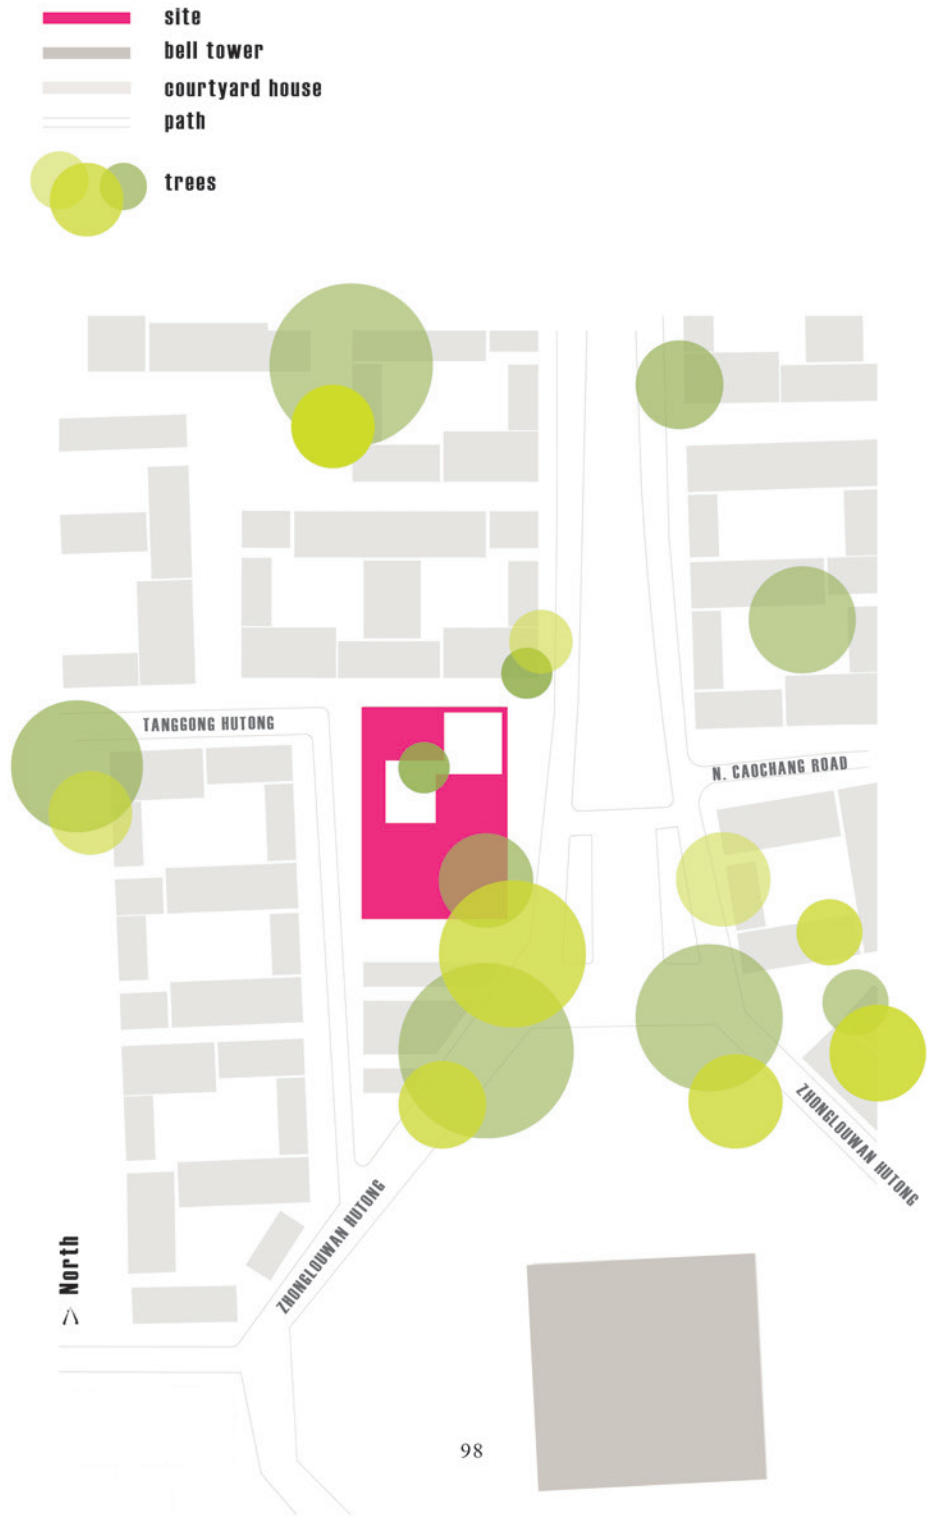 site
bell tower
courtyard house
path
trees
TANGGONG HUTONG
N. CAOCHANG ROAD
ZHONGLOUWAN HUTONG
ZHONGLOUWAN HUTONG
North
98